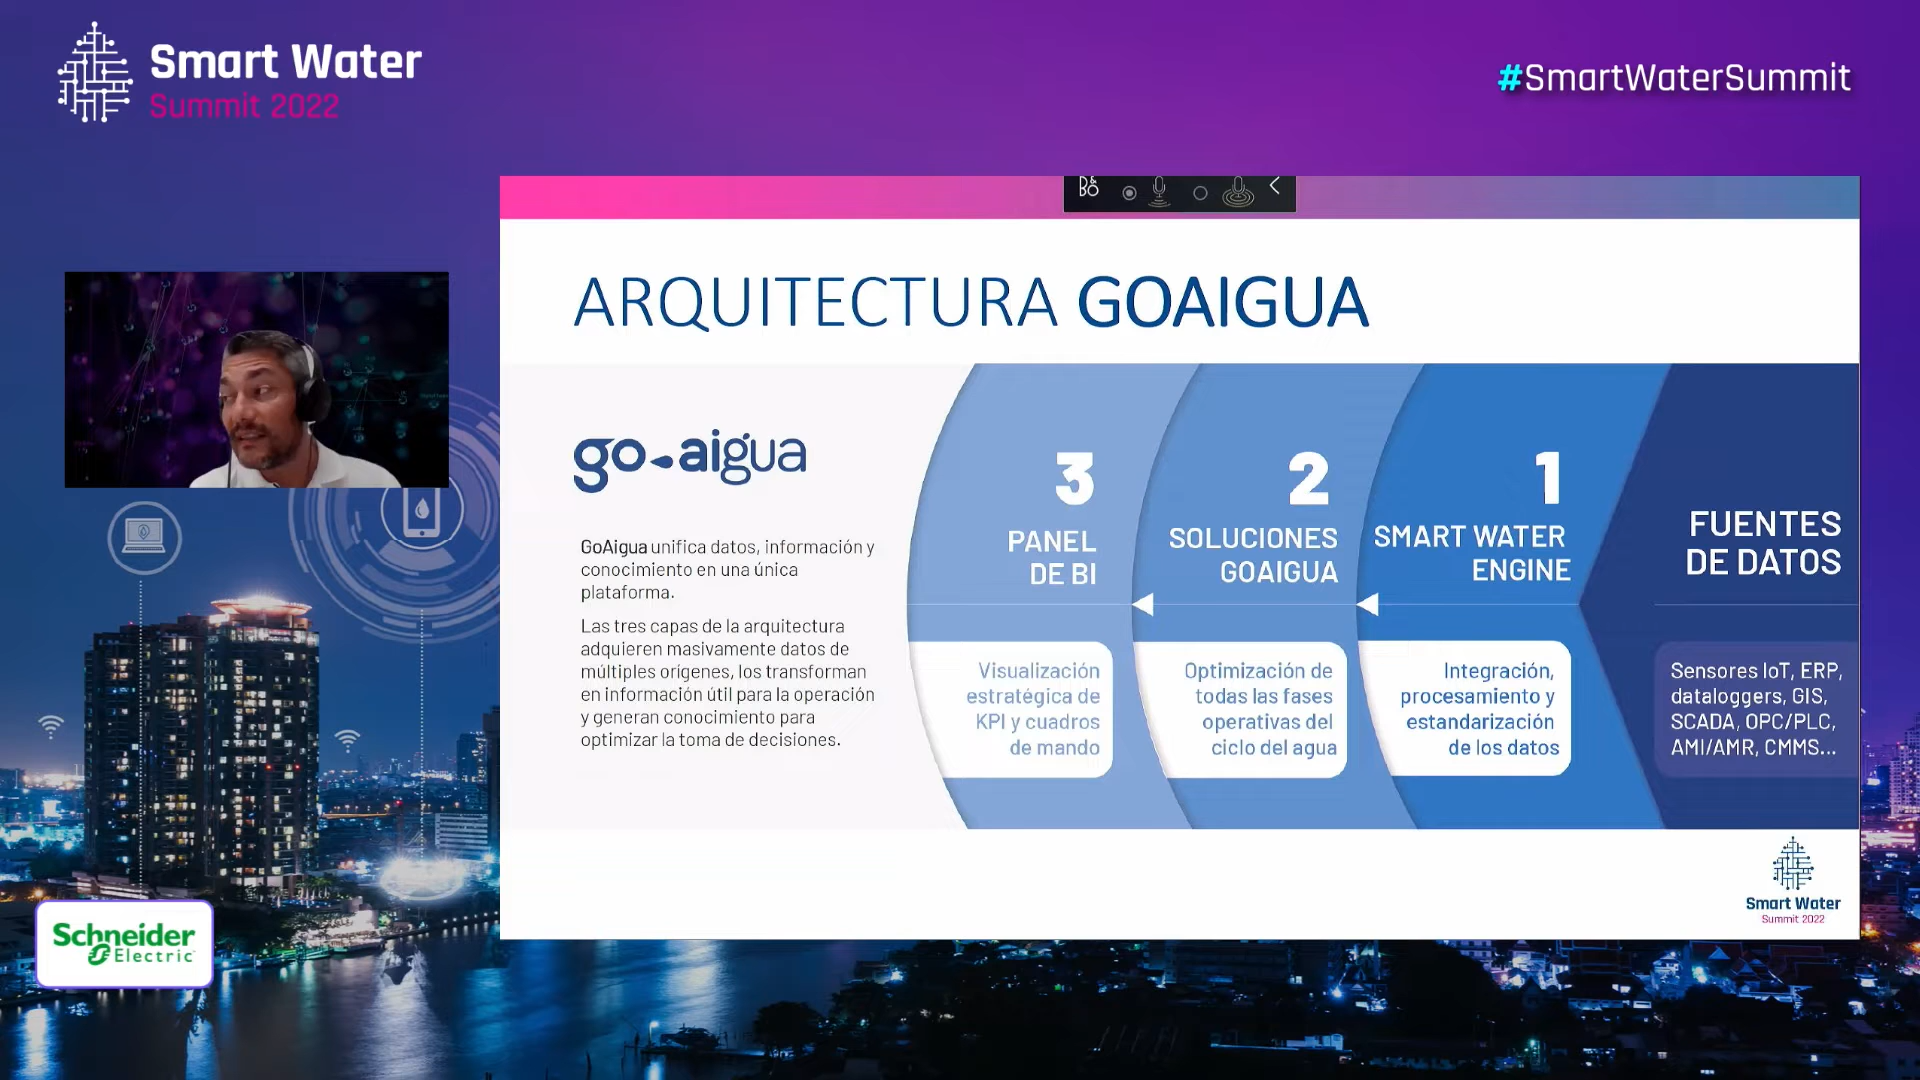 Smart Water
Summit 2022
#SmartWaterSummit
ARQUITECTURA GOAIGUA
go-aigua
GoAigua unifica datos, información y
conocimiento en una única
plataforma.
Las tres capas de la arquitectura
adquieren masivamente datos de
múltiples orígenes, los transforman
en información útil para la operación
y generan conocimiento para
optimizar la toma de decisiones.
3
PANEL
DE BI
Visualización
estratégica de
KPI y cuadros
de mando
2
SOLUCIONES
GOAIGUA
Optimización de
todas las fases
operativas del
ciclo del agua
1
SMART WATER
ENGINE
Integración,
procesamiento y
estandarización
de los datos
FUENTES
DE DATOS
Sensores IoT, ERP,
dataloggers, GIS,
SCADA, OPC/PLC,
AMI/AMR, CMMS...
Smart Water
Summit 2022
Schneider
Electric